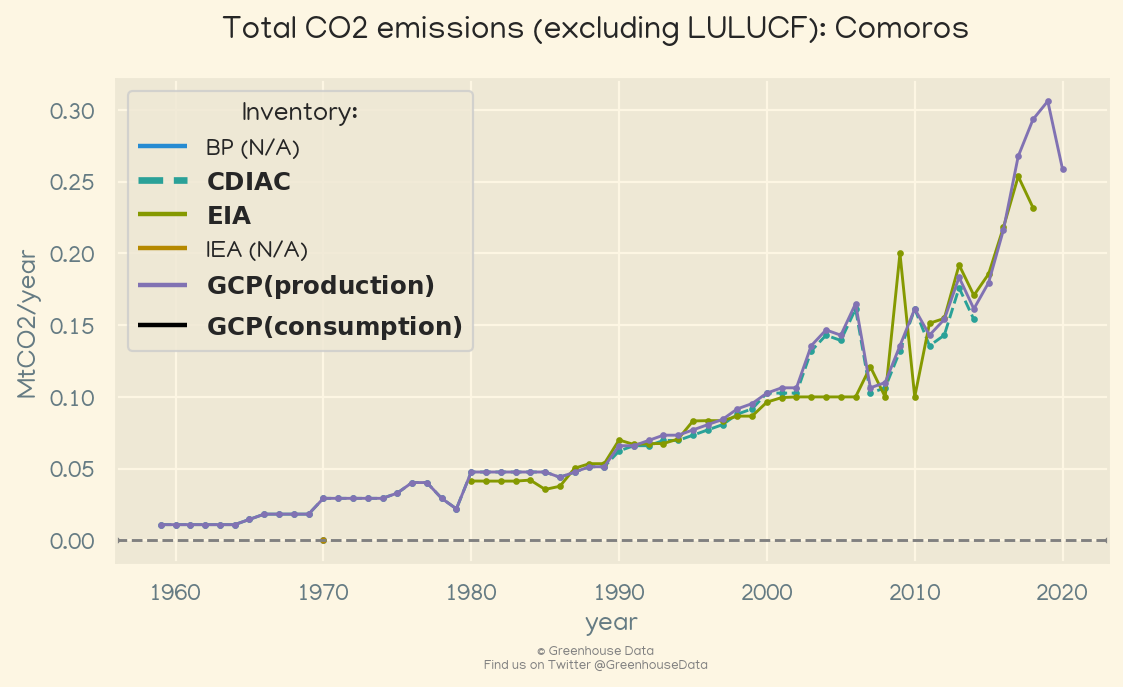 Total CO2 emissions (excluding LULUCF): Comoros
Inventory:
BP (N/A)
CDIAC
EIA
IEA (N/A)
GCP(production)
GCP(consumption)
MtCO2/year
0.30
0.25
0.20
0.15
0.10
0.05
0.00
1960 1970 1980 1990 2000 2010 2020
year
© Greenhouse Data
Find us on Twitter @GreenhouseData